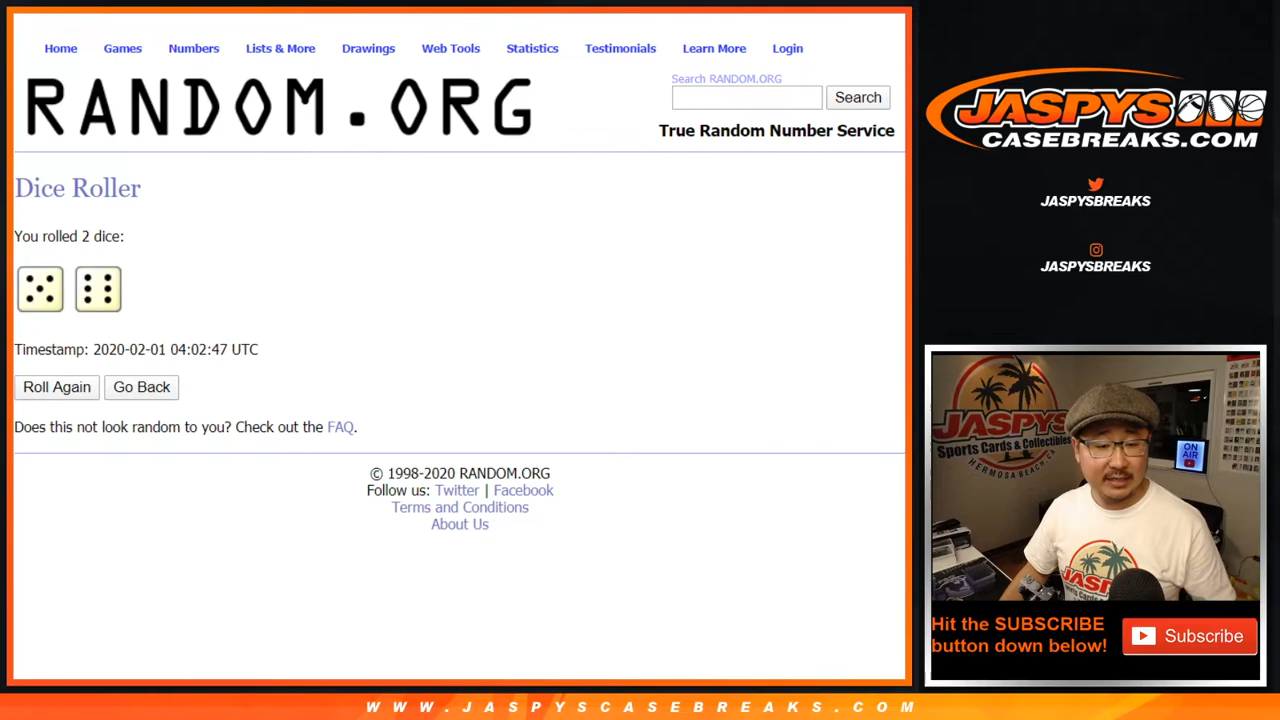 Home Games Numbers Lists & More Drawings Web Tools Statistics Testimonials Learn More Login
RANDOM.ORG
Search RANDOM.ORG
Search
True Random Number Service
Dice Roller
You rolled 2 dice:
Timestamp: 2020-02-01 04:02:47 UTC
Roll Again Go Back
Does this not look random to you? Check out the FAQ.
© 1998-2020 RANDOM.ORG
Follow us: Twitter | Facebook
Terms and Conditions
About Us
JASPYS
CASEBREAKS.COM
JASPYSBREAKS
JASPYSBREAKS
JASPYS
Sports Cards & Collectibles
HERMOSA BEACH, CA
ON
AIR
JASPYS
Hit the SUBSCRIBE
button down below!
Subscribe
WWW.JASPYSCASEBREAKS.COM